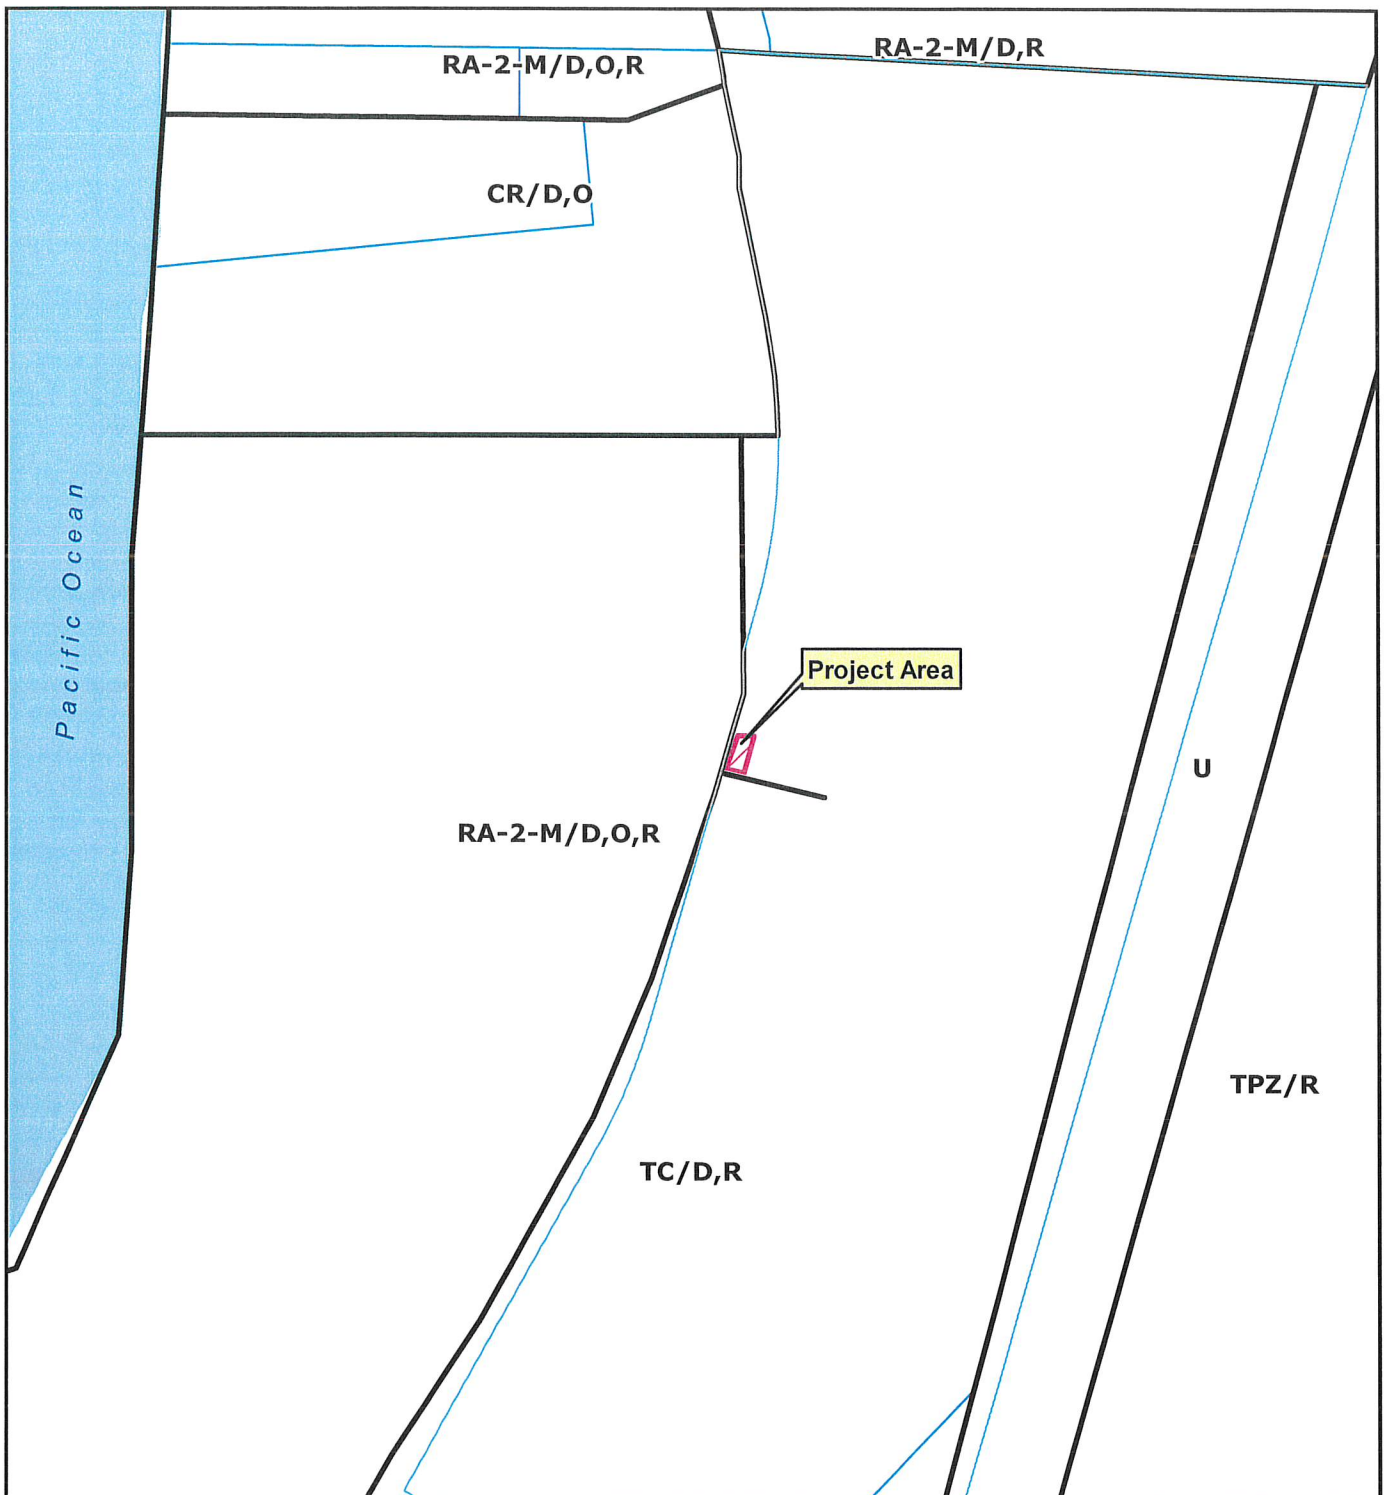 RA-2-M/D,R
RA-2-M/D,O,R
CR/D,O
Pacific Ocean
Project Area
U
RA-2-M/D,O,R
TPZ/R
TC/D,R